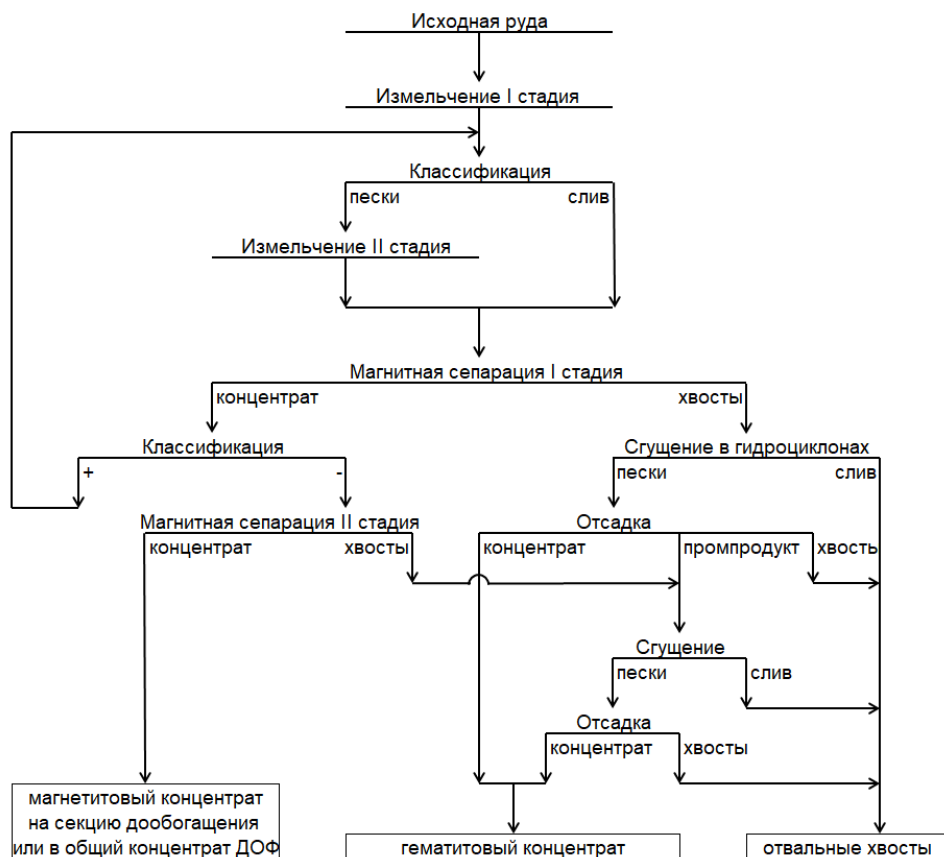 Исходная руда
Измельчение I стадия
Классификация
пески
слив
Измельчение II стадия
Магнитная сепарация I стадия
концентрат
хвосты
Классификация
Сгущение в гидроциклонах
+
-
пески
слив
Магнитная сепарация II стадия
Отсадка
концентрат
хвосты
концентрат
промпродукт
хвость
Сгущение
пески
слив
Отсадка
концентрат
хвосты
магнетитовый концентрат
на секцию дообогащения
или в общий концентрат ДОФ
гематитовый концентрат
отвальные хвосты